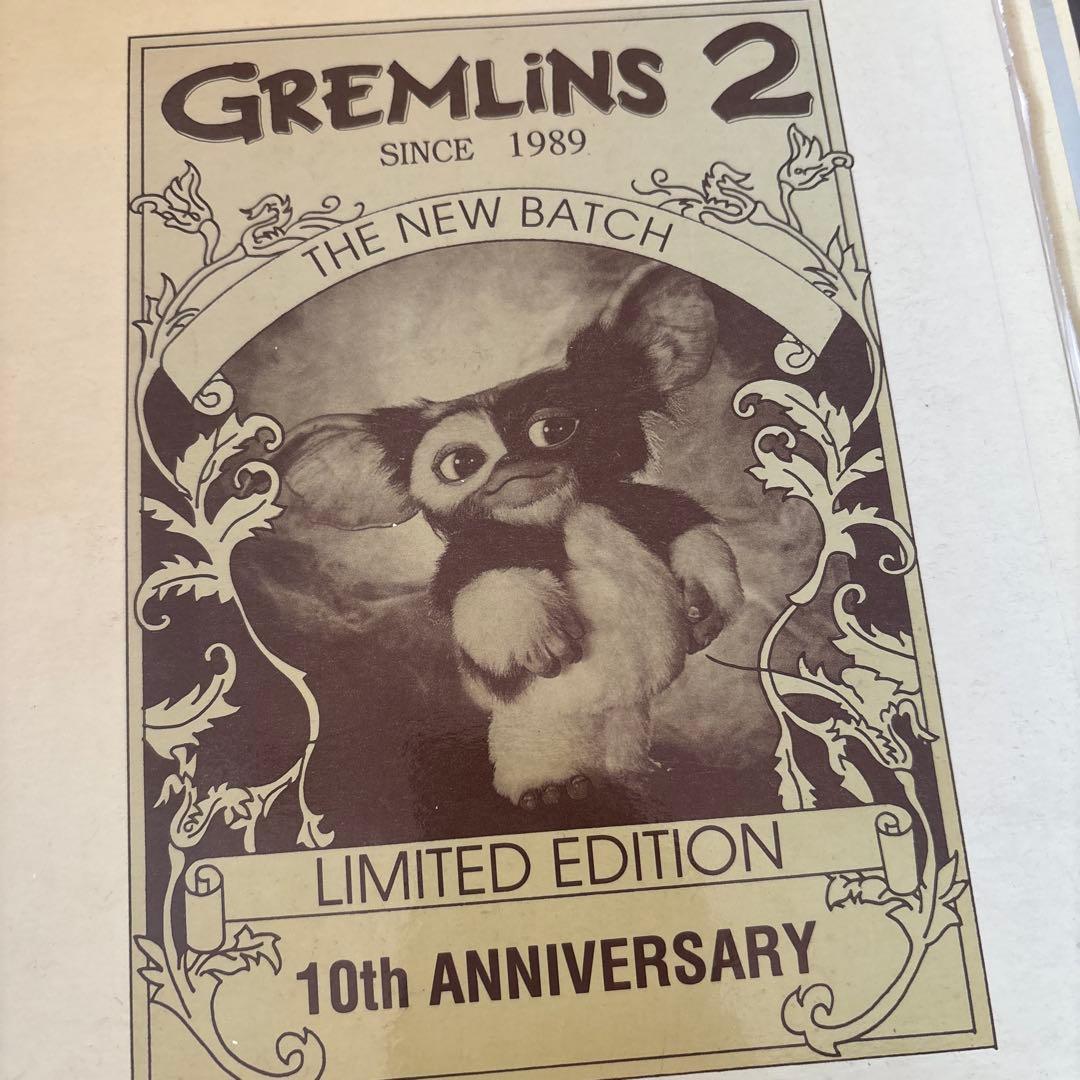 GREMLiNS 2
SINCE 1989
THE NEW BATCH
LIMITED EDITION
10th ANNIVERSARY